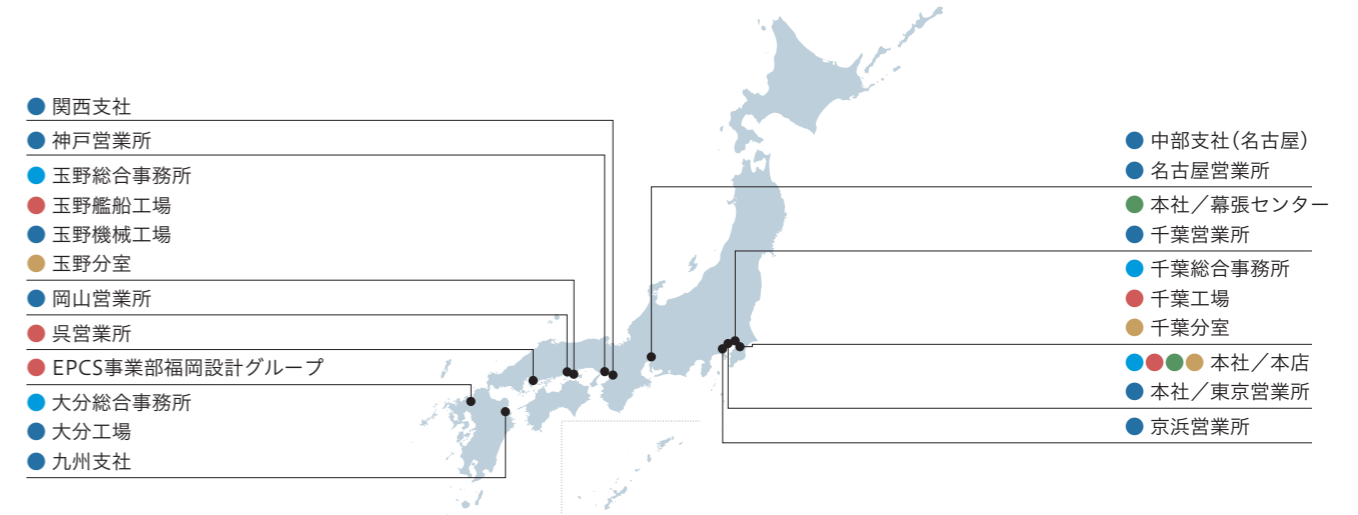 関西支社
神戸営業所
玉野総合事務所
玉野艦船工場
玉野機械工場
玉野分室
岡山営業所
呉営業所
EPCS事業部福岡設計グループ
大分総合事務所
大分工場
九州支社
中部支社(名古屋)
名古屋営業所
本社／幕張センター
千葉営業所
千葉総合事務所
千葉工場
千葉分室
本社／本店
本社／東京営業所
京浜営業所